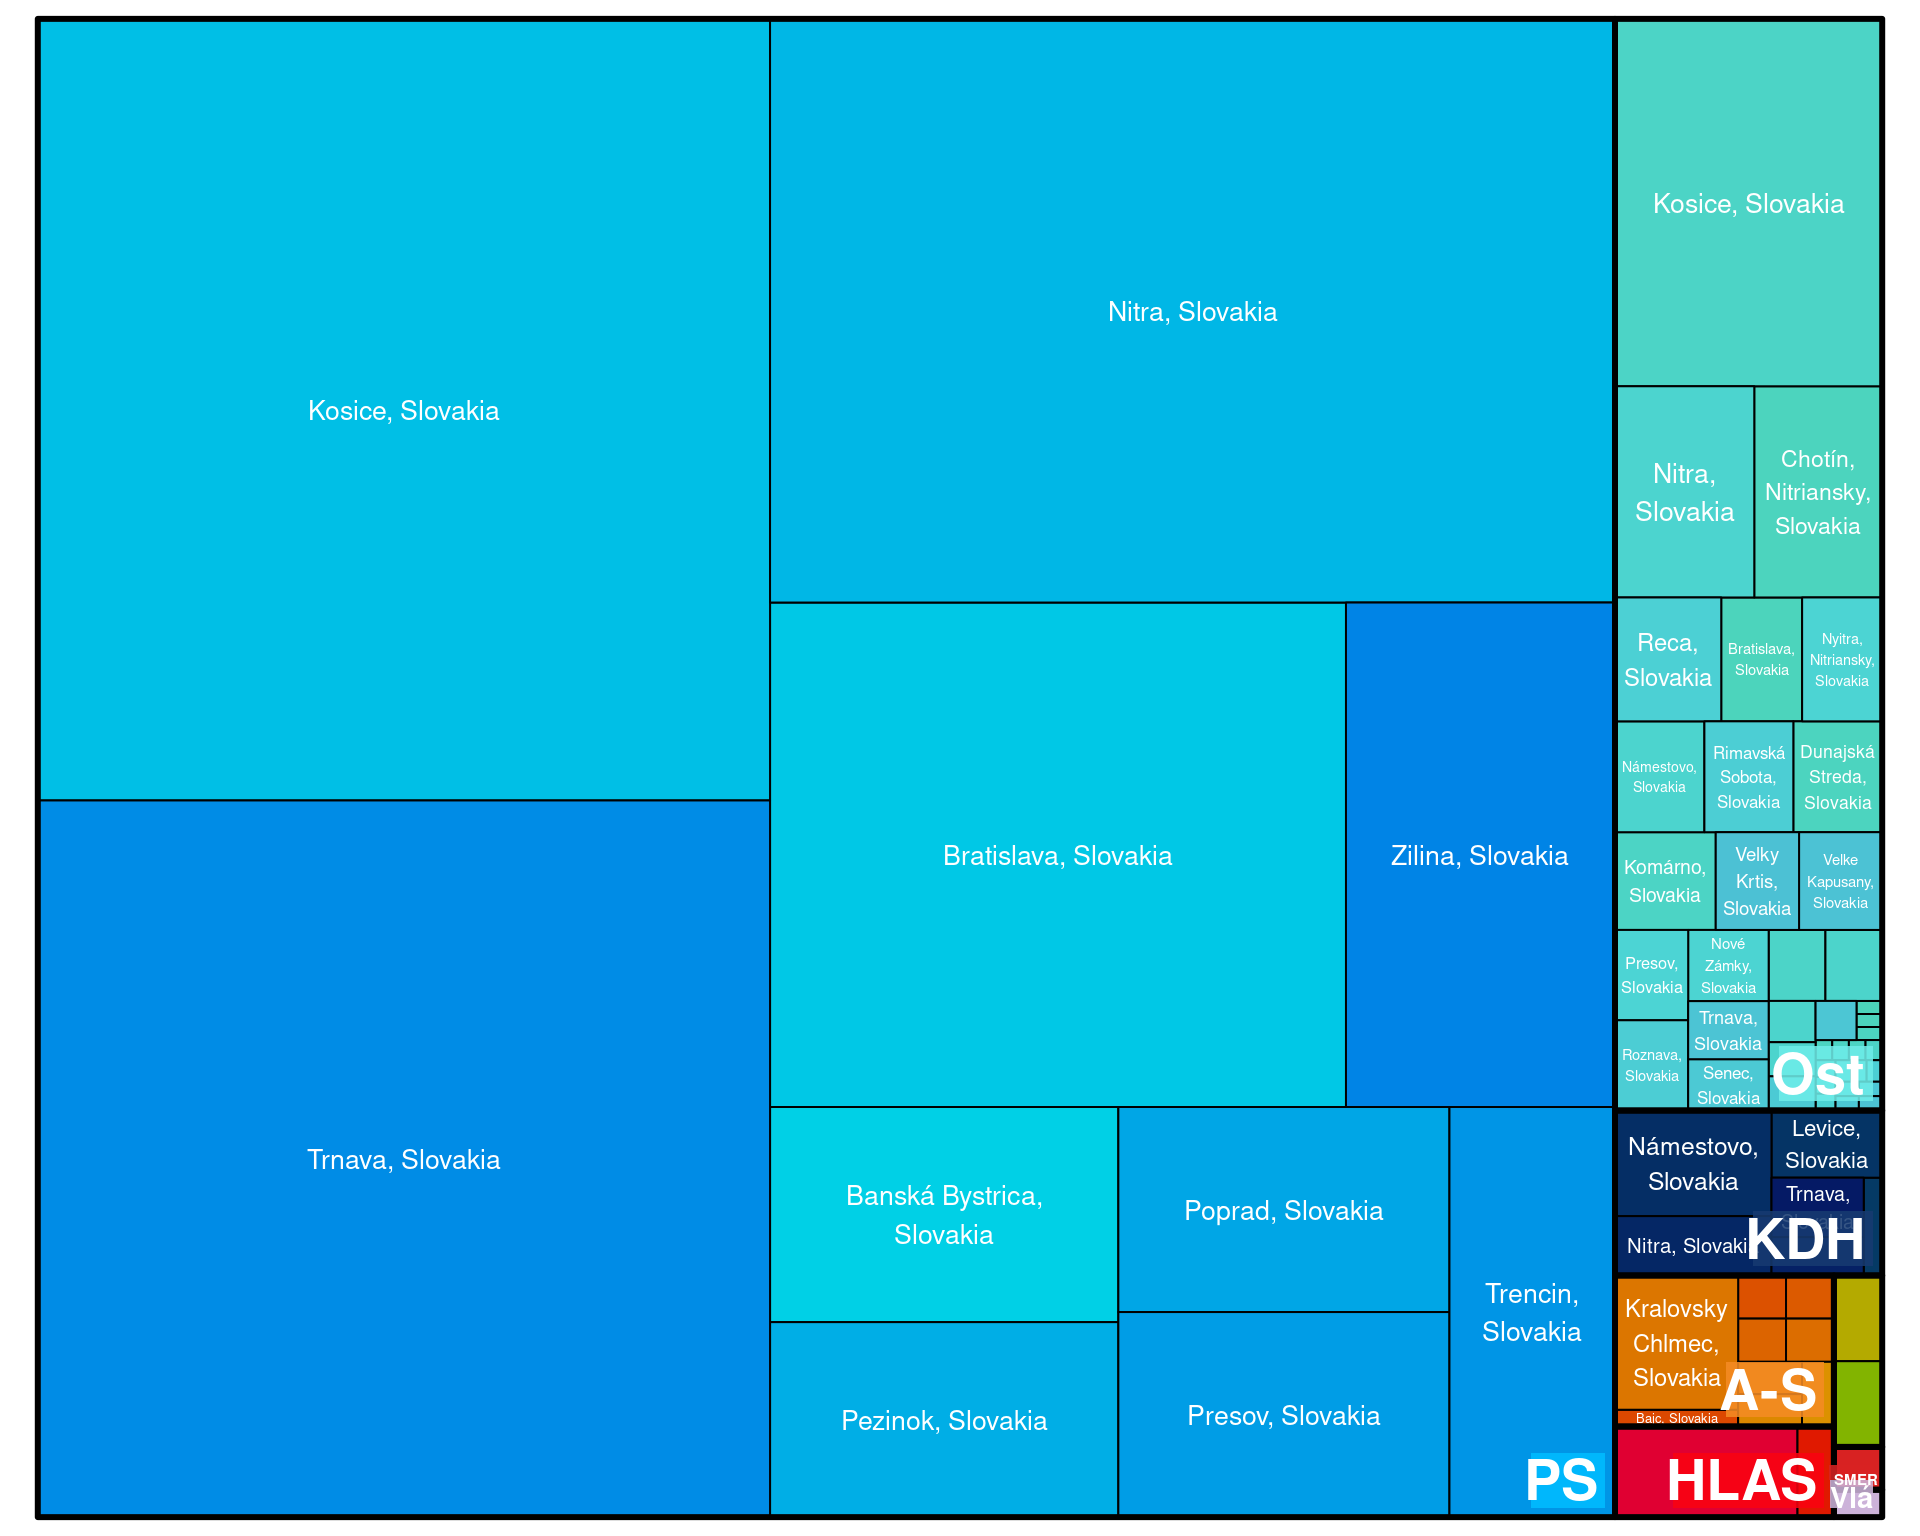 Kosice, Slovakia
Trnava, Slovakia
Nitra, Slovakia
Bratislava, Slovakia
Zilina, Slovakia
Banská Bystrica,
Slovakia
Pezinok, Slovakia
Poprad, Slovakia
Presov, Slovakia
Trencin,
Slovakia
PS
Kosice, Slovakia
Nitra,
Slovakia
Chotín,
Nitriansky,
Slovakia
Reca,
Slovakia
Bratislava,
Slovakia
Nyitra,
Nitriansky,
Slovakia
Námestovo,
Slovakia
Rimavská
Sobota,
Slovakia
Dunajská
Streda,
Slovakia
Komárno,
Slovakia
Velky
Krtis,
Slovakia
Velke
Kapusany,
Slovakia
Presov,
Slovakia
Nové
Zámky,
Slovakia
Roznava,
Slovakia
Trnava,
Slovakia
Senec,
Slovakia
Ost
Námestovo,
Slovakia
Levice,
Slovakia
Trnava,
Slovakia
Nitra, Slovaki
KDH
Kralovsky
Chlmec,
Slovakia
Bajc, Slovakia
A-S
HLAS
SMER
Vlá